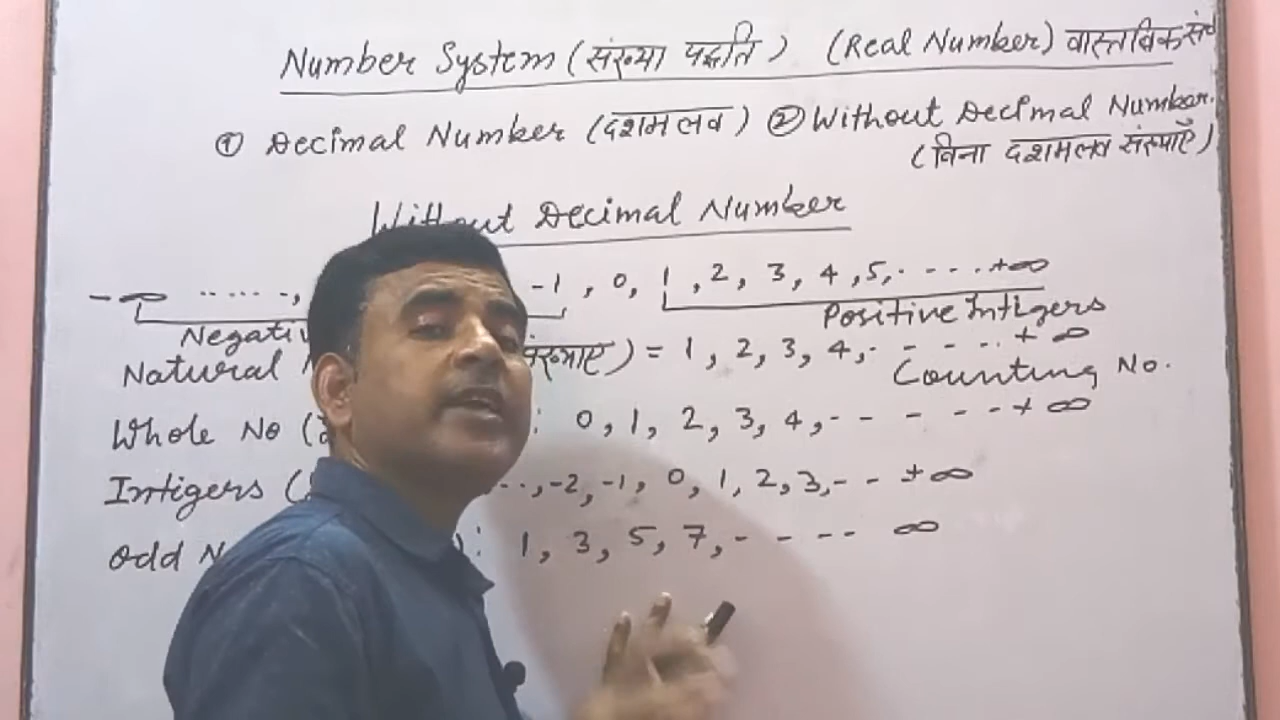 Number System (संख्या पद्धति) (Real Number) वास्तविक
① Decimal Number (दशमलव) ② Without Decimal Number.
(विना दशमलव संख्याएँ)
Without Decimal Number
-∞ ......, -1, 0, 1, 2, 3, 4, 5, . - - . . +∞
Positive Intigers
Natural = 1, 2, 3, 4, - - - - - + ∞
Counting No.
Whole No : 0, 1, 2, 3, 4, - - - - - + ∞
Intigers ( .., -2, -1, 0, 1, 2, 3, - - + ∞
Odd : 1, 3, 5, 7, - - - - ∞